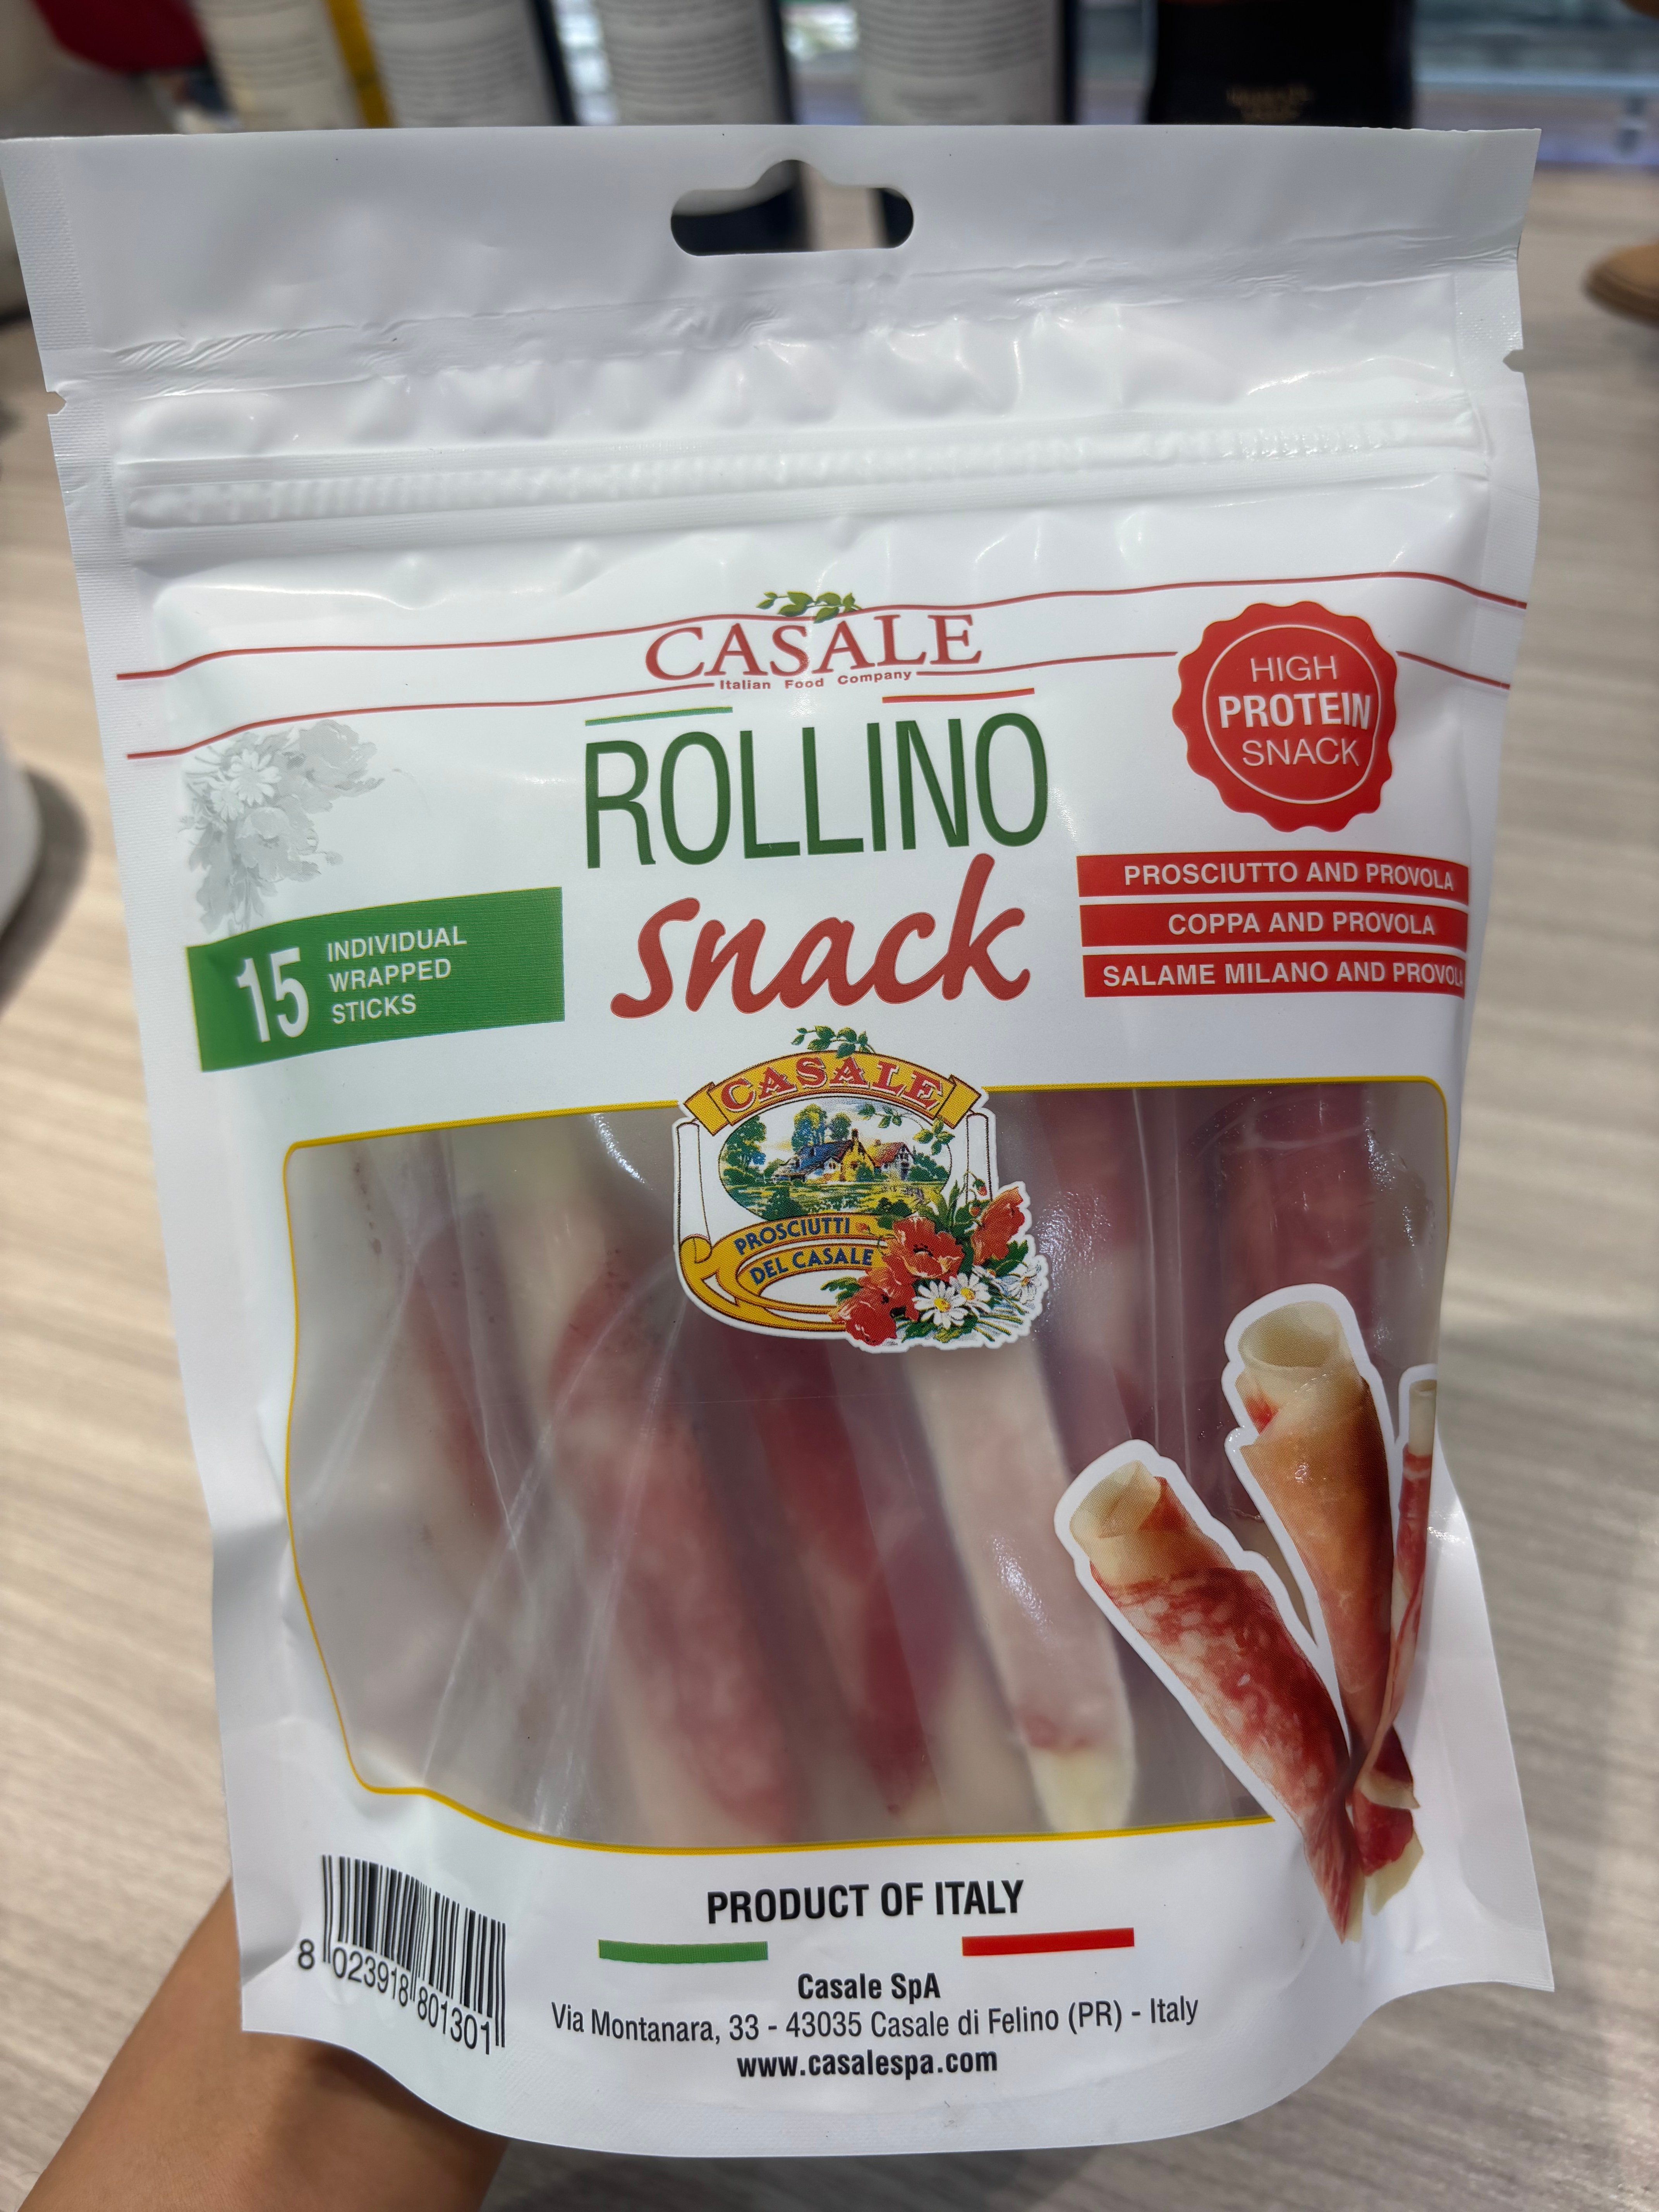 CASALE
Italian Food Company
ROLLINO
snack
HIGH
PROTEIN
SNACK
15
INDIVIDUAL
WRAPPED
STICKS
PROSCIUTTO AND PROVOLA
COPPA AND PROVOLA
SALAME MILANO AND PROVOLA
CASALE
PROSCIUTTI
DEL CASALE
PRODUCT OF ITALY
8 023918 801301
Casale SpA
Via Montanara, 33 - 43035 Casale di Felino (PR) - Italy
www.casalespa.com